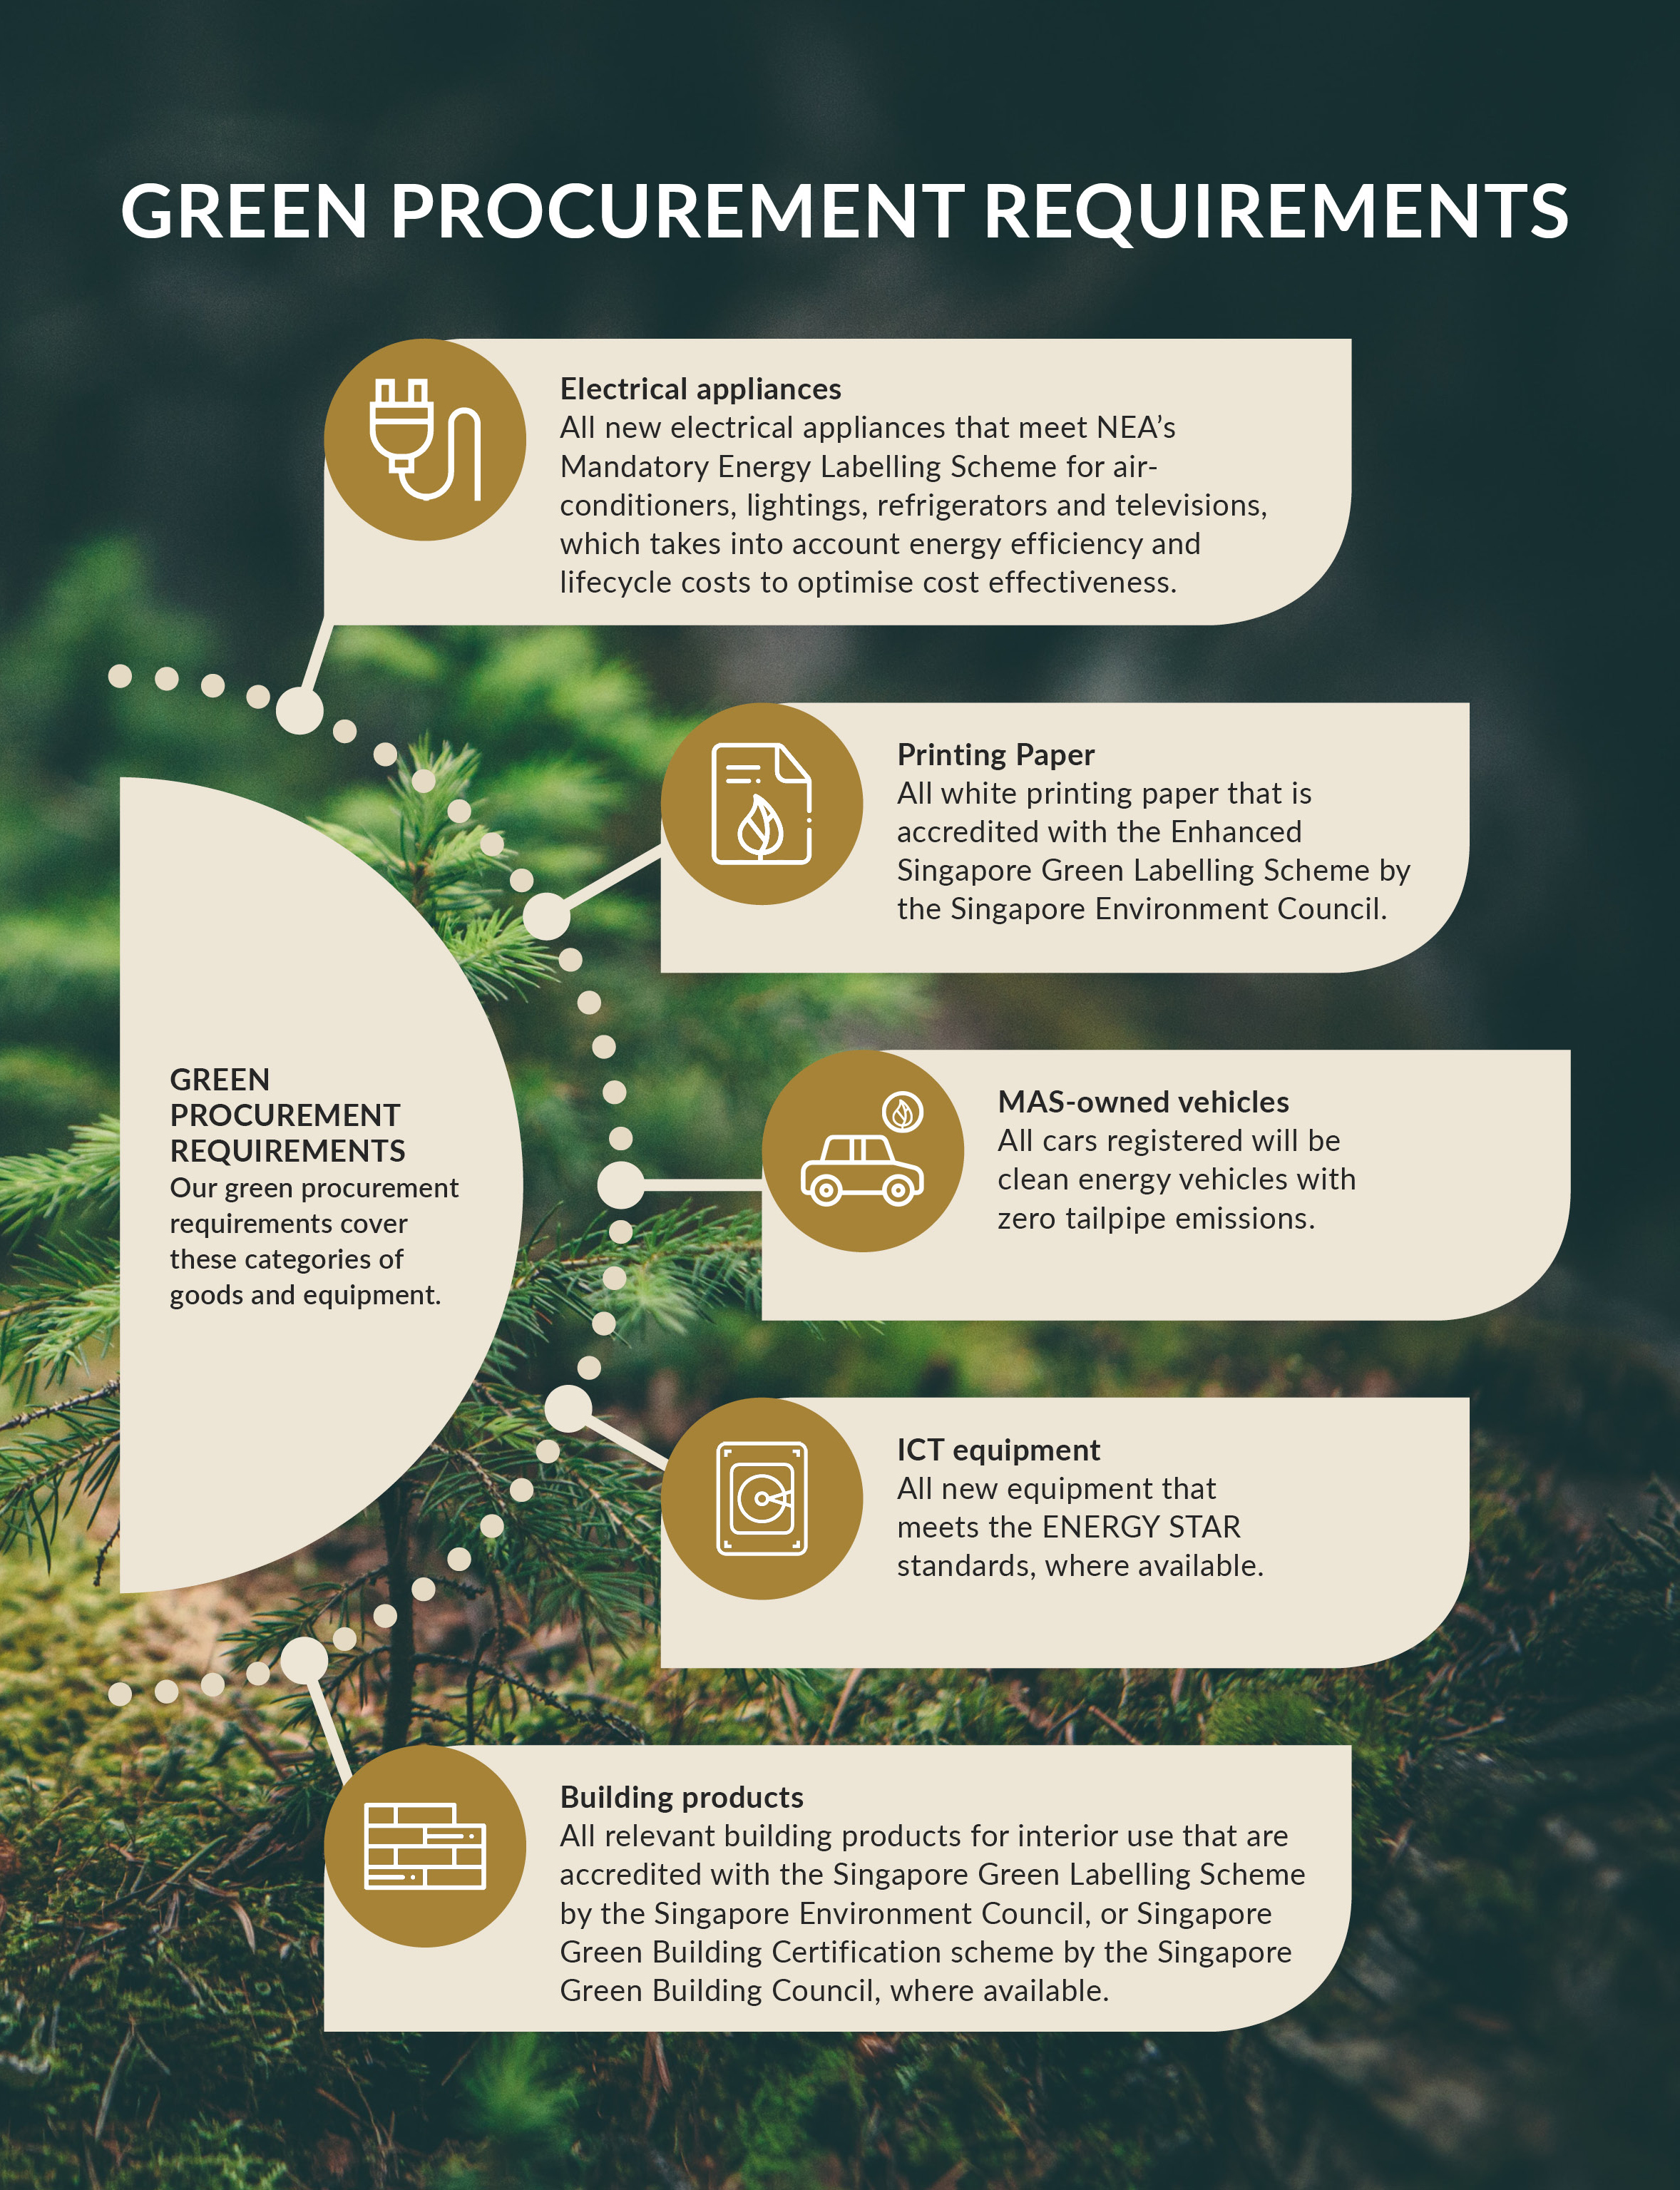 GREEN PROCUREMENT REQUIREMENTS
Electrical appliances
All new electrical appliances that meet NEA’s
Mandatory Energy Labelling Scheme for air-
conditioners, lightings, refrigerators and televisions,
which takes into account energy efficiency and
lifecycle costs to optimise cost effectiveness.
Printing Paper
All white printing paper that is
accredited with the Enhanced
Singapore Green Labelling Scheme by
the Singapore Environment Council.
GREEN
PROCUREMENT
REQUIREMENTS
Our green procurement
requirements cover
these categories of
goods and equipment.
MAS-owned vehicles
All cars registered will be
clean energy vehicles with
zero tailpipe emissions.
ICT equipment
All new equipment that
meets the ENERGY STAR
standards, where available.
Building products
All relevant building products for interior use that are
accredited with the Singapore Green Labelling Scheme
by the Singapore Environment Council, or Singapore
Green Building Certification scheme by the Singapore
Green Building Council, where available.